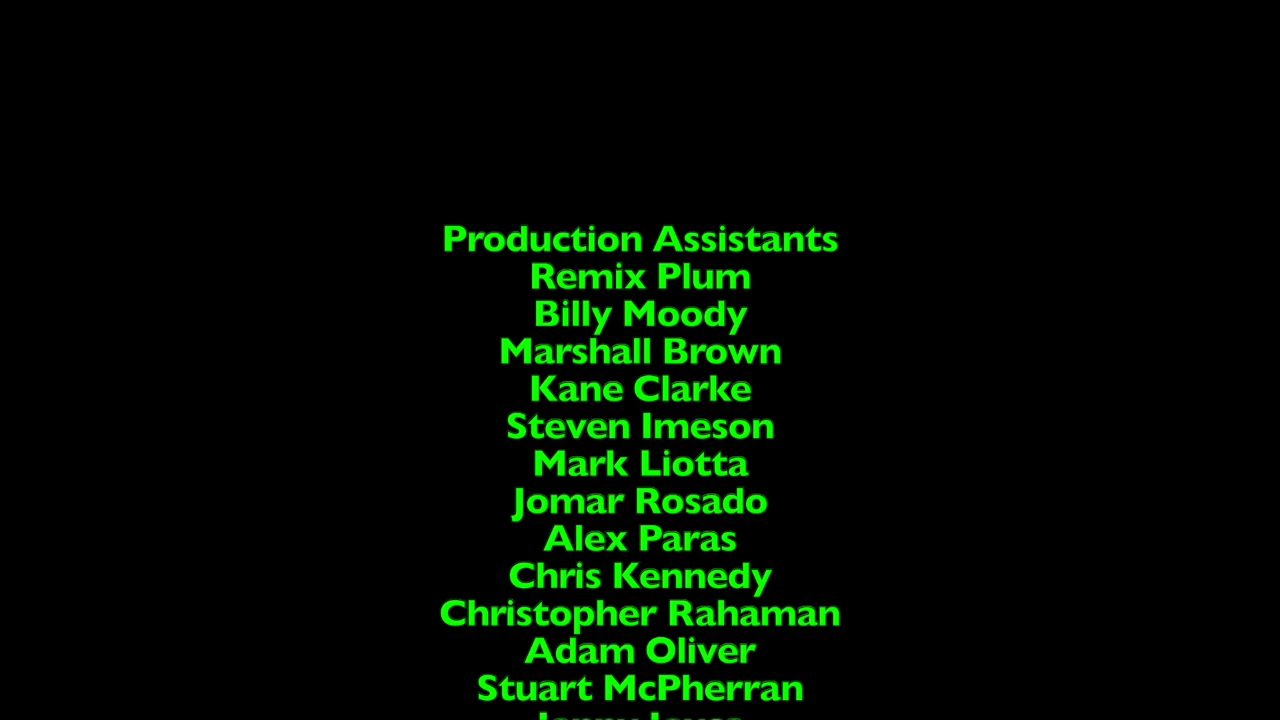 Production Assistants
Remix Plum
Billy Moody
Marshall Brown
Kane Clarke
Steven Imeson
Mark Liotta
Jomar Rosado
Alex Paras
Chris Kennedy
Christopher Rahaman
Adam Oliver
Stuart McPherran